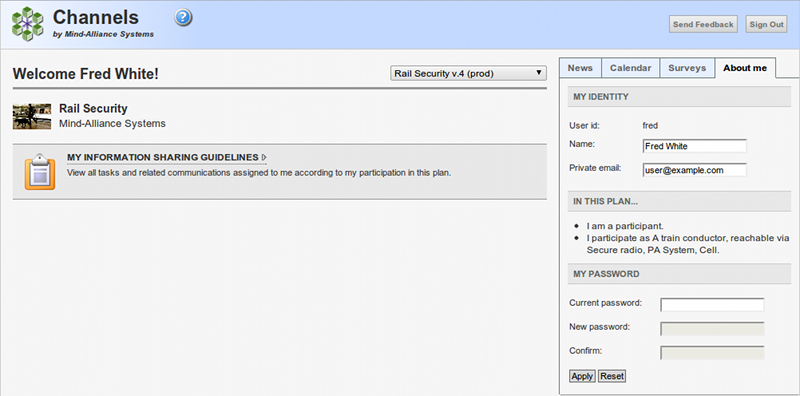 Channels
by Mind-Alliance Systems
?
Send Feedback
Sign Out
Welcome Fred White!
Rail Security v.4 (prod)
Rail Security
Mind-Alliance Systems
MY INFORMATION SHARING GUIDELINES
View all tasks and related communications assigned to me according to my participation in this plan.
News
Calendar
Surveys
About me
MY IDENTITY
User id: fred
Name: Fred White
Private email: user@example.com
IN THIS PLAN...
• I am a participant.
• I participate as A train conductor, reachable via
Secure radio, PA System, Cell.
MY PASSWORD
Current password:
New password:
Confirm:
Apply Reset